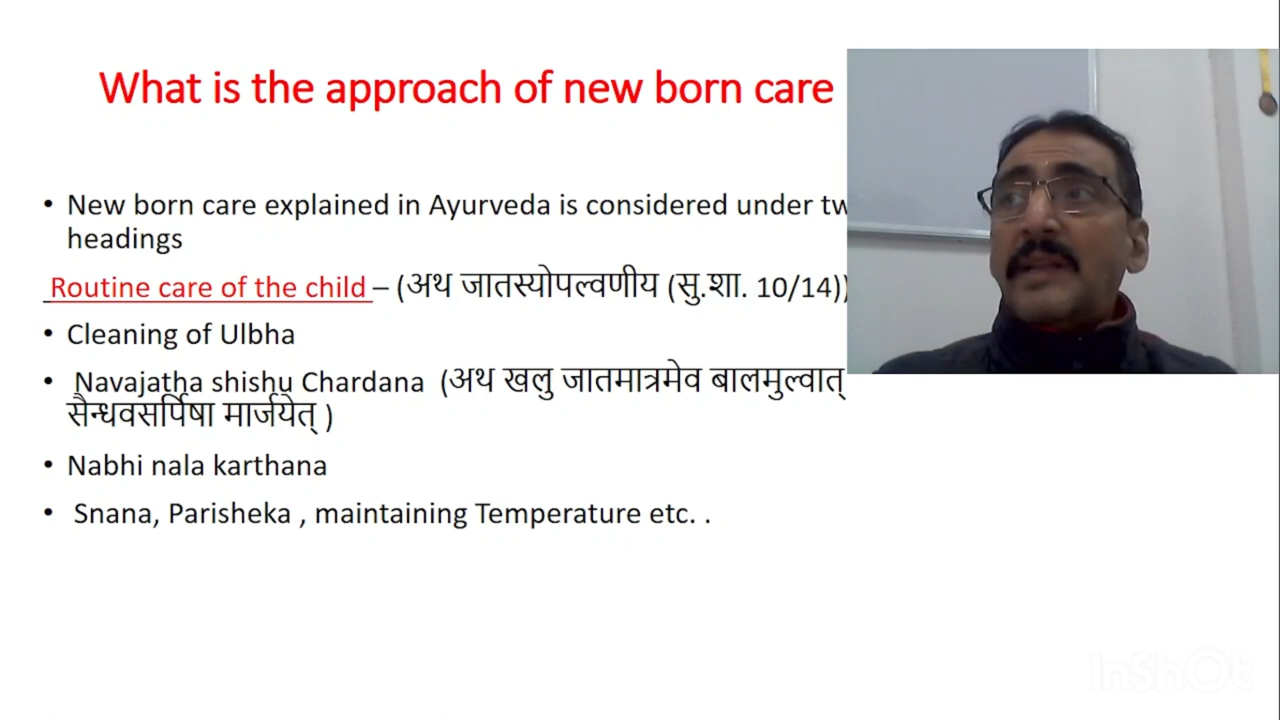 What is the approach of new born care
• New born care explained in Ayurveda is considered under tw
headings
Routine care of the child – (अथ जातस्योपल्वणीय (सु.शा. 10/14))
• Cleaning of Ulbha
• Navajatha shishu Chardana (अथ खलु जातमात्रमेव बालमुल्वात्
सैन्धवसर्पिषा मार्जयेत् )
• Nabhi nala karthana
• Snana, Parisheka , maintaining Temperature etc. .
InShOt